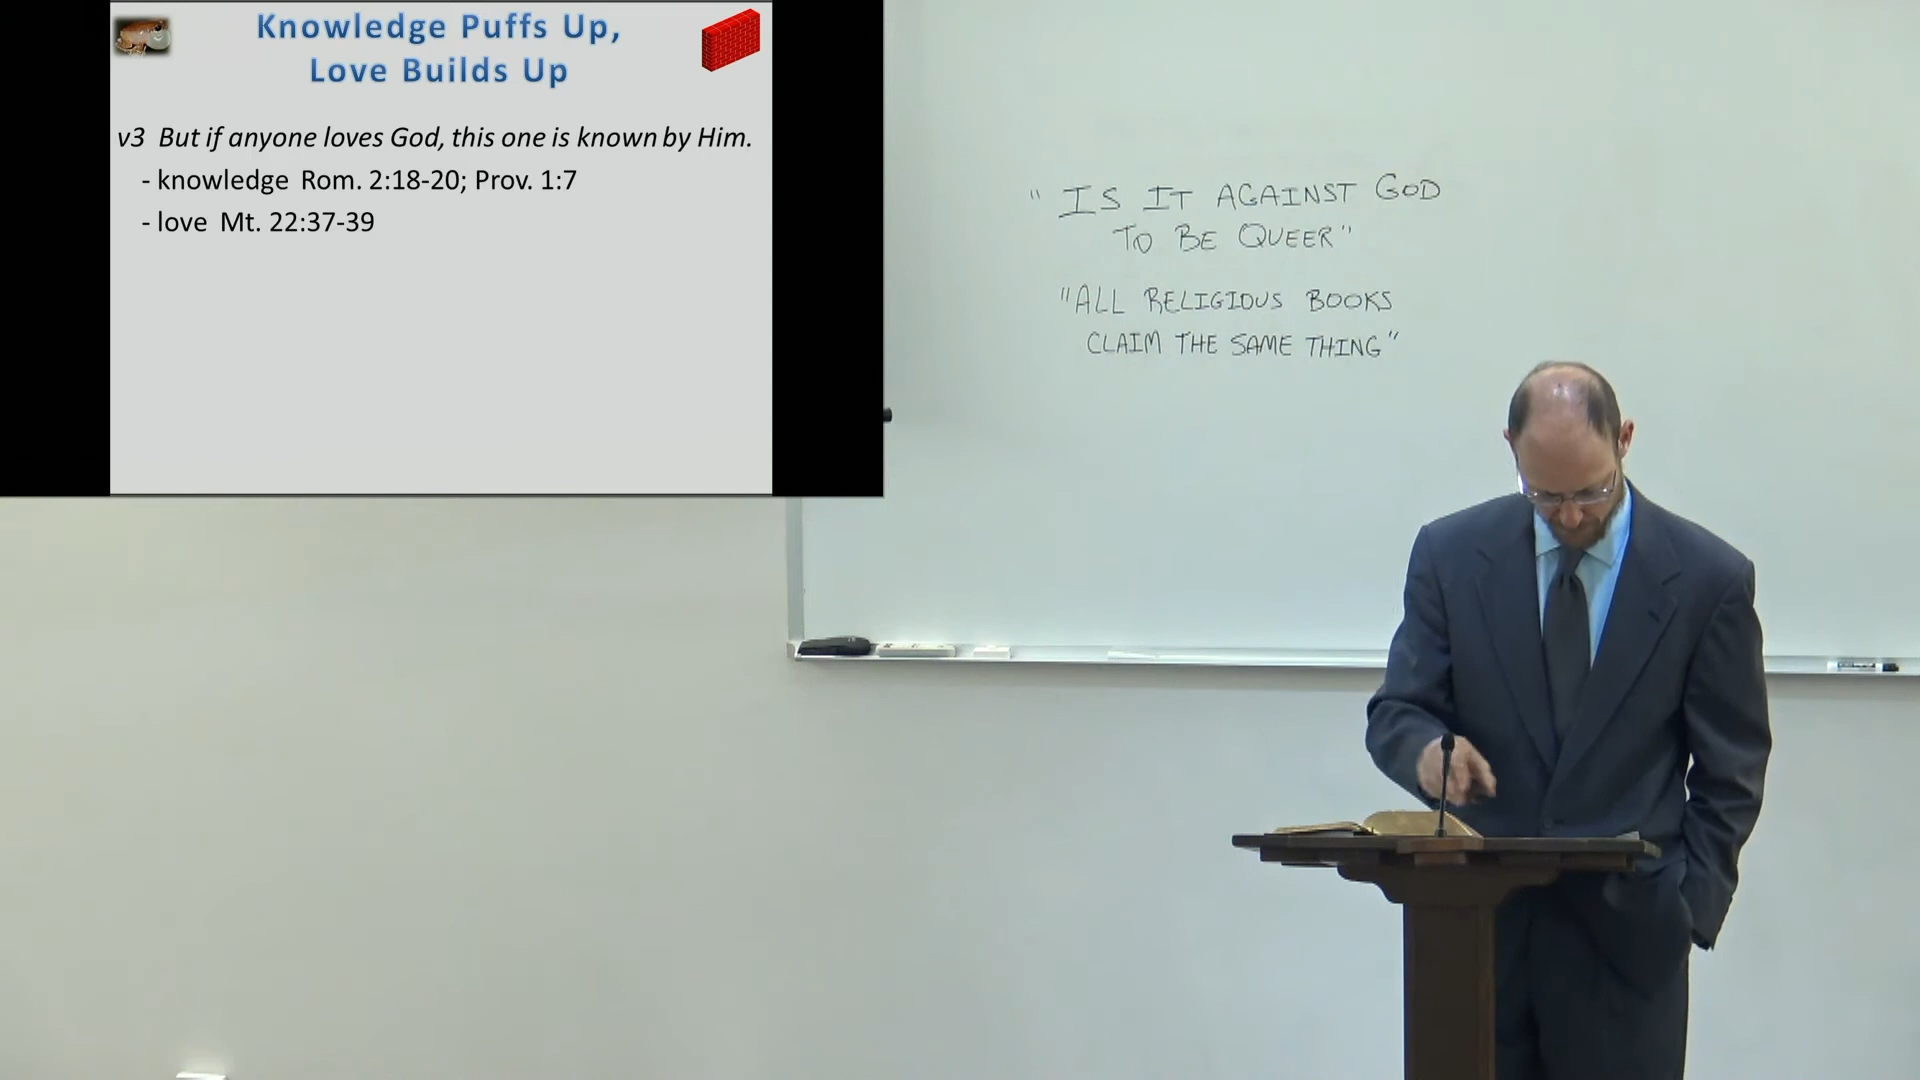 Knowledge Puffs Up,
Love Builds Up
v3 But if anyone loves God, this one is known by Him.
- knowledge Rom. 2:18-20; Prov. 1:7
- love Mt. 22:37-39
" IS IT AGAINST GOD
TO BE QUEER"
"ALL RELIGIOUS BOOKS
CLAIM THE SAME THING"